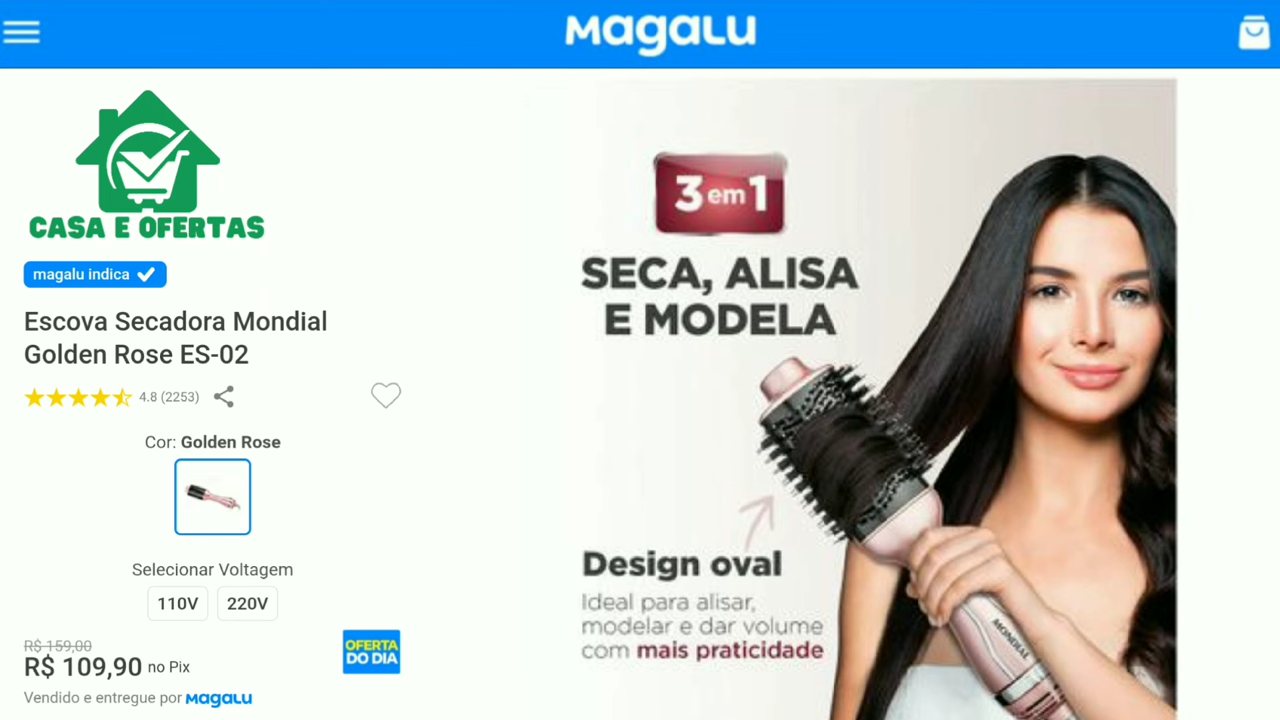 Magalu
CASA E OFERTAS
magalu indica
Escova Secadora Mondial
Golden Rose ES-02
4.8 (2253)
Cor: Golden Rose
Selecionar Voltagem
110V 220V
R$ 159,00
R$ 109,90 no Pix
OFERTA
DO DIA
Vendido e entregue por Magalu
3 em 1
SECA, ALISA
E MODELA
Design oval
Ideal para alisar,
modelar e dar volume
com mais praticidade
MONDIAL